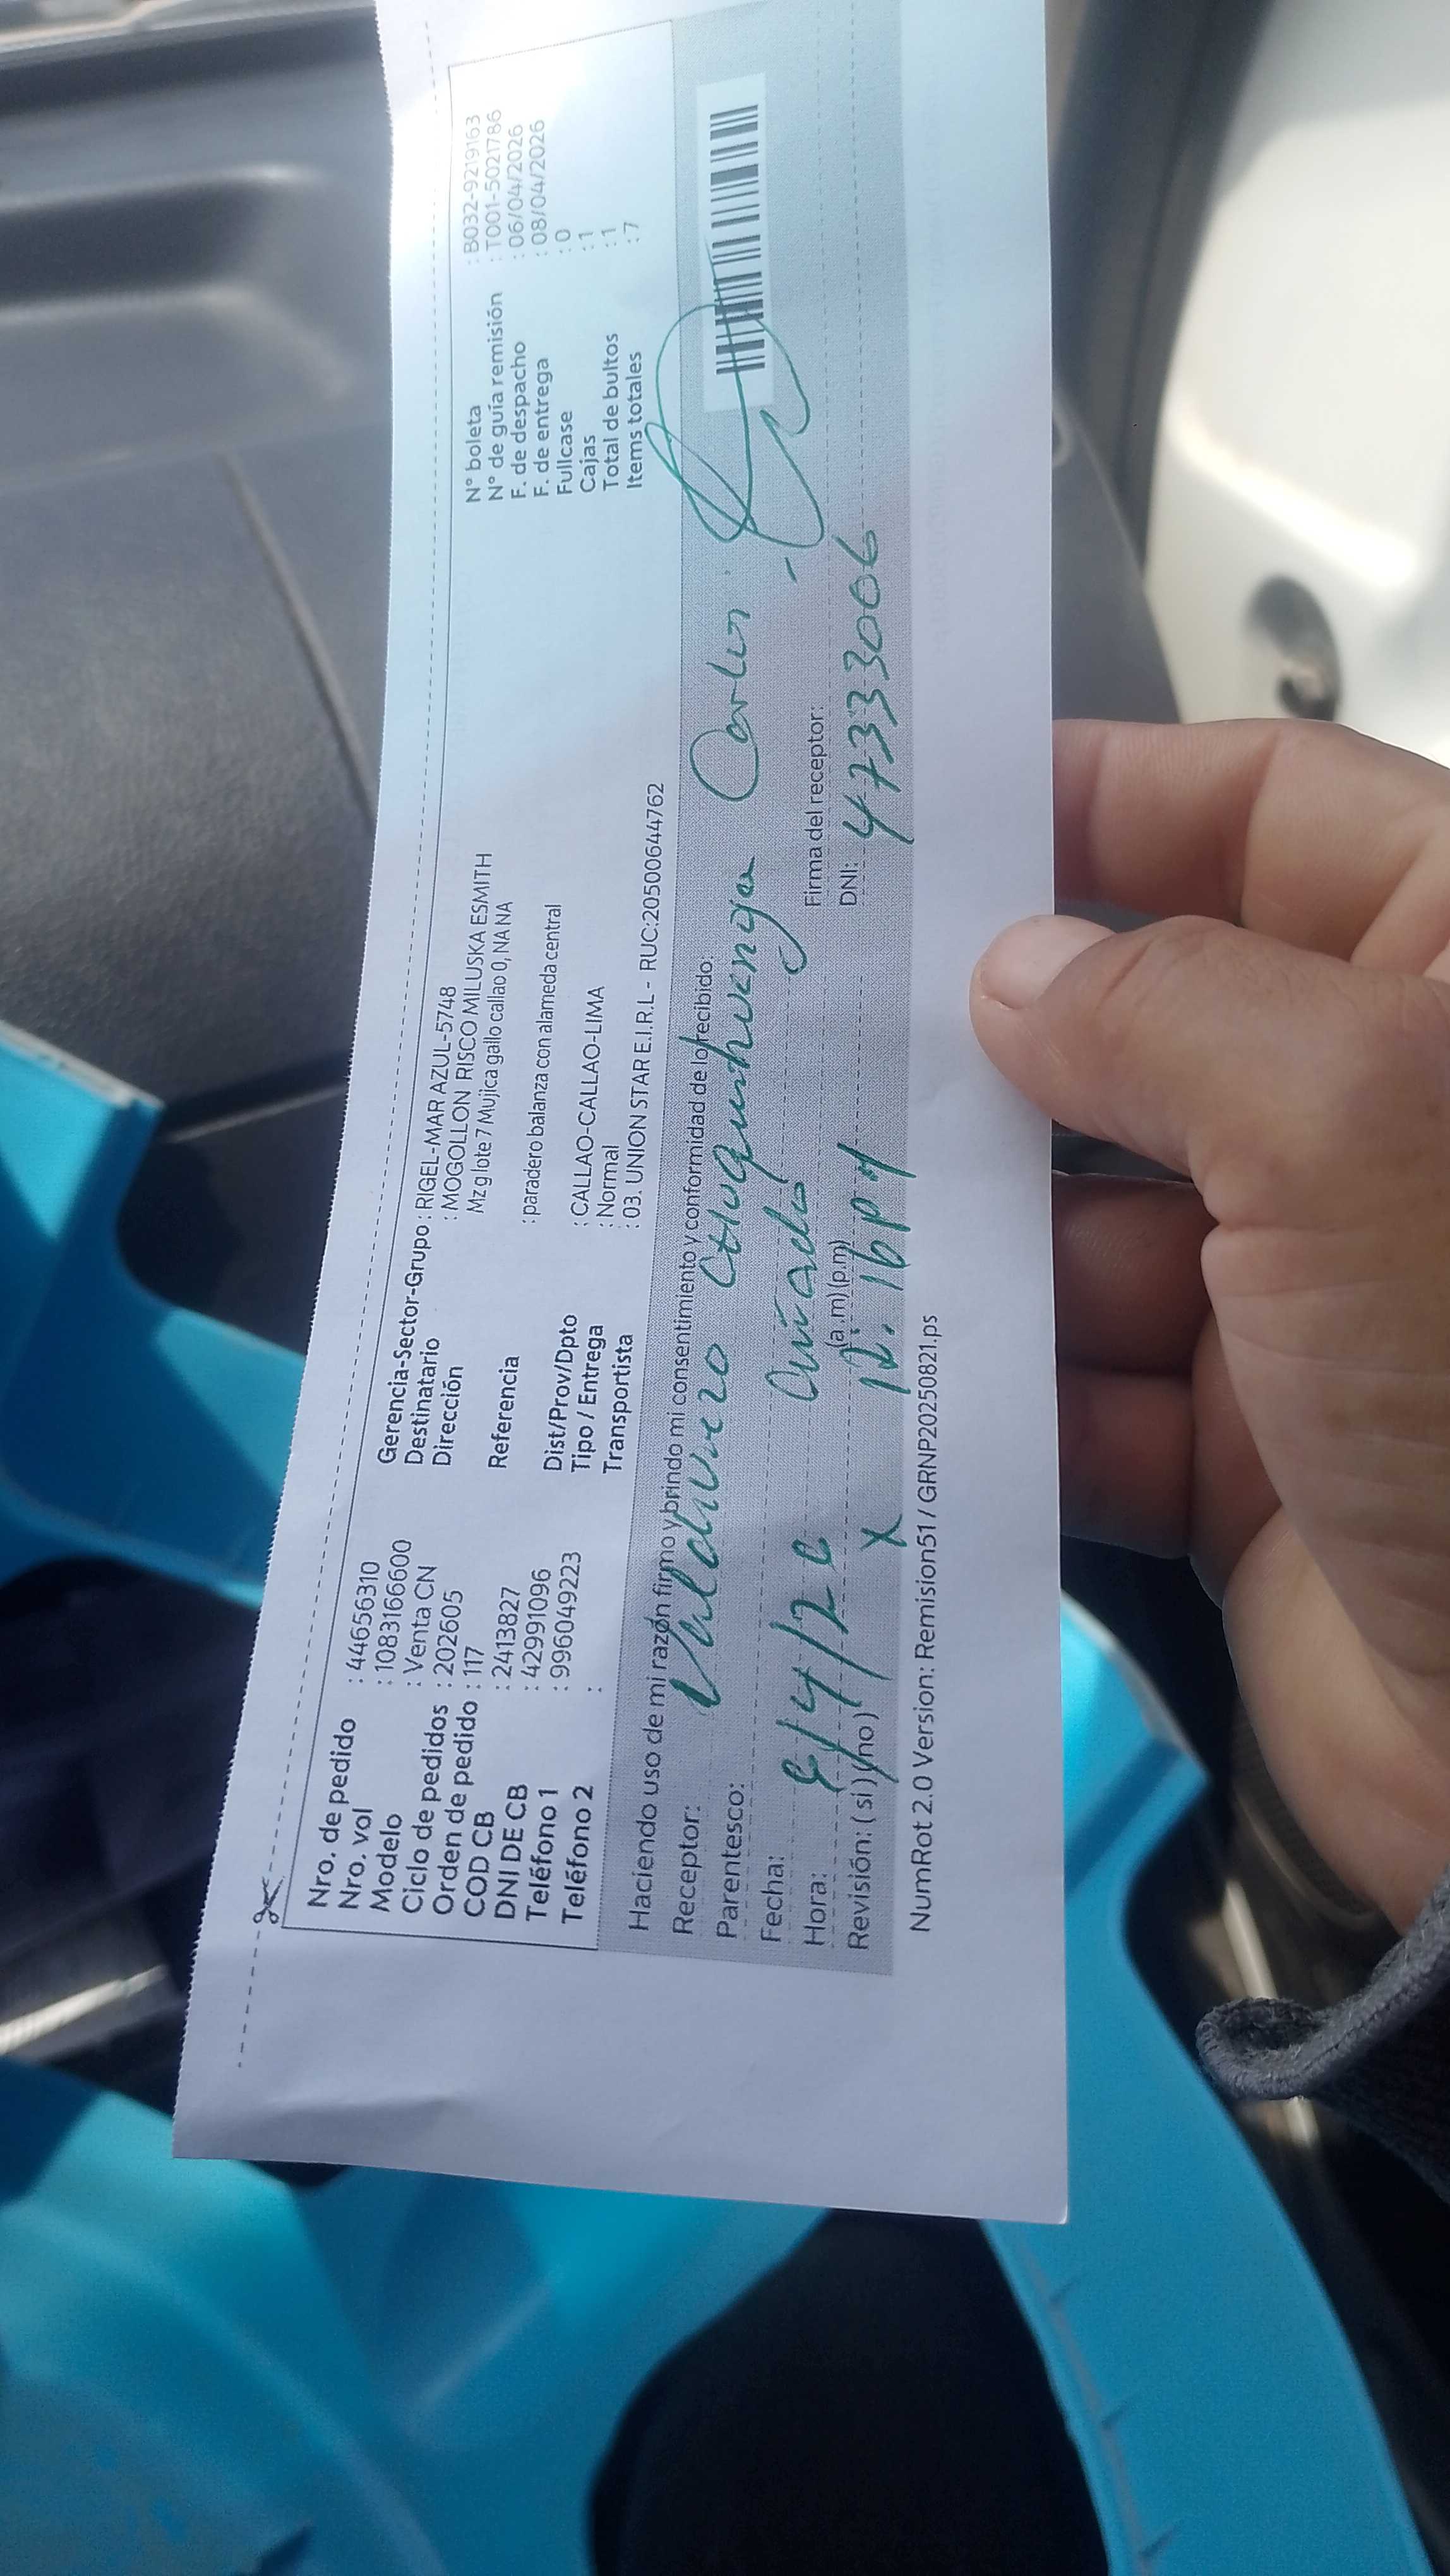 Nro. de pedido : 44656310
Nro. vol : 1083166600
Modelo : Venta CN
Ciclo de pedidos : 202605
Orden de pedido : 117
COD CB : 2413827
DNI DE CB : 42991096
Teléfono 1 : 996049223
Teléfono 2 :
Gerencia-Sector-Grupo : RIGEL-MAR AZUL-5748
Destinatario : MOGOLLON RISCO MILUSKA ESMITH
Dirección Mz g lote 7 Mujica gallo callao 0, NA NA
Referencia : paradero balanza con alameda central
Dist/Prov/Dpto : CALLAO-CALLAO-LIMA
Tipo / Entrega : Normal
Transportista : 03. UNION STAR E.I.R.L - RUC:20500644762
N° boleta : B032-9219163
N° de guía remisión : T001-5021786
F. de despacho : 06/04/2026
F. de entrega : 08/04/2026
Fullcase : 0
Cajas : 1
Total de bultos : 1
Items totales : 7
Haciendo uso de mi razón firmo y brindo mi consentimiento y conformidad de lo recibido:
Receptor: Valdivezo Carlos
Parentesco: Cuñado
Fecha:
Hora: (a.m) (p.m) 12:16 pm
Revisión: ( si ) ( no ) X
Firma del receptor:
DNI: 47333006
NumRot 2.0 Version: Remision51 / GRNP20250821.ps